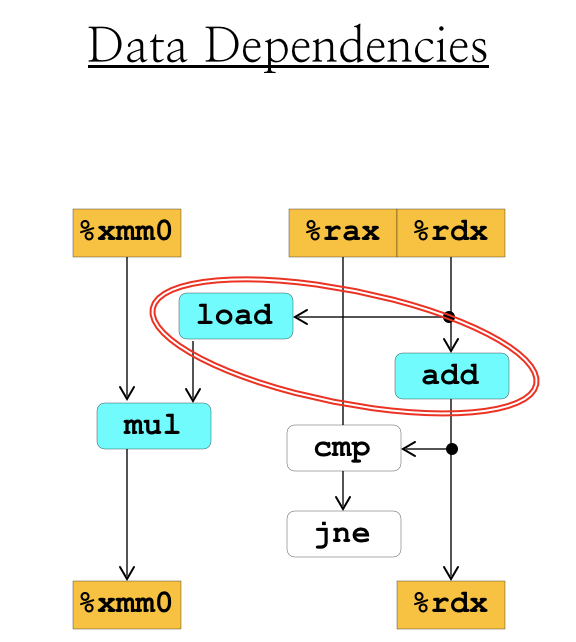 Data Dependencies
%xmm0 %rax %rdx
load
add
mul
cmp
jne
%xmm0 %rdx